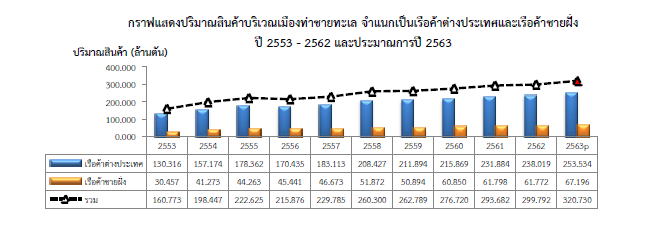 กราฟแสดงปริมาณสินค้าบริเวณเมืองท่าชายทะเล จำแนกเป็นเรือค้าต่างประเทศและเรือค้าชายฝั่ง
ปี 2553 - 2562 และประมาณการปี 2563
ปริมาณสินค้า (ล้านตัน)
400.000
300.000
200.000
100.000
0.000
2553 2554 2555 2556 2557 2558 2559 2560 2561 2562 2563p
เรือค้าต่างประเทศ 130.316 157.174 178.362 170.435 183.113 208.427 211.894 215.869 231.884 238.019 253.534
เรือค้าชายฝั่ง 30.457 41.273 44.263 45.441 46.673 51.872 50.894 60.850 61.798 61.772 67.196
รวม 160.773 198.447 222.625 215.876 229.785 260.300 262.789 276.720 293.682 299.792 320.730